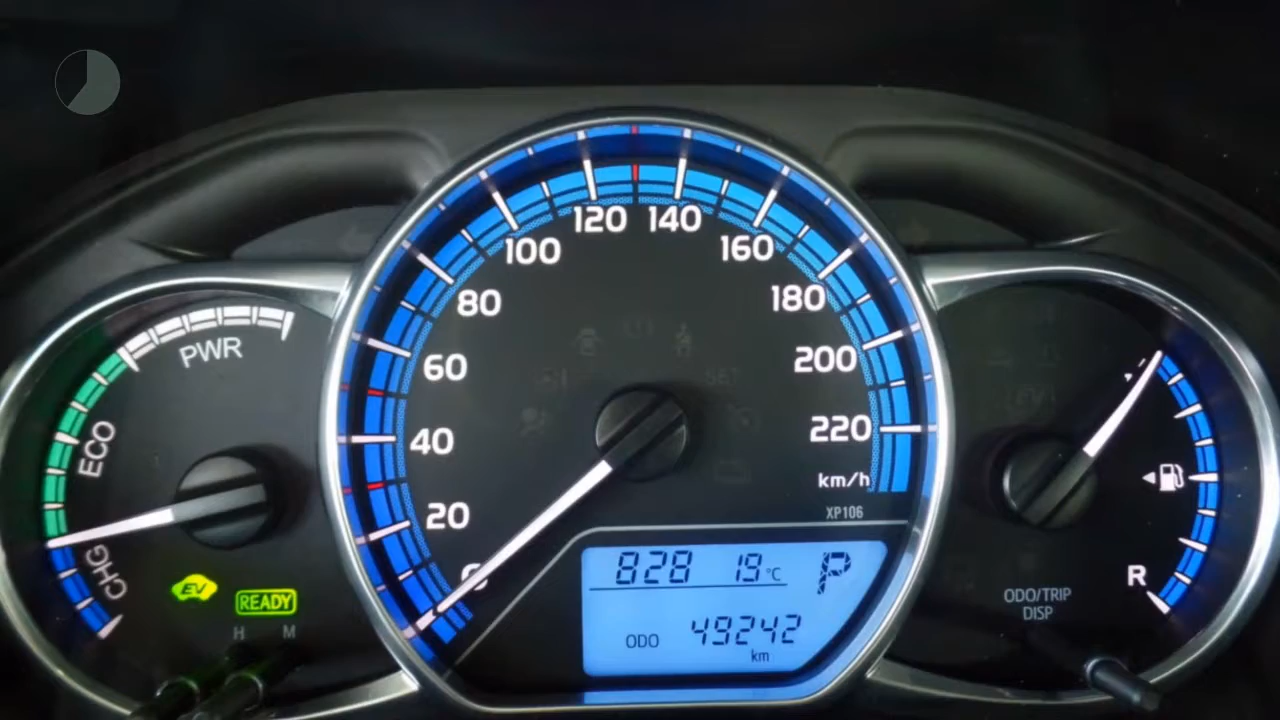 PWR
ECO
CHG
EV
READY
H M
0
20
40
60
80
100
120
140
160
180
200
220
km/h
XP106
828 19°C P
ODO 49242
km
R
ODO/TRIP
DISP